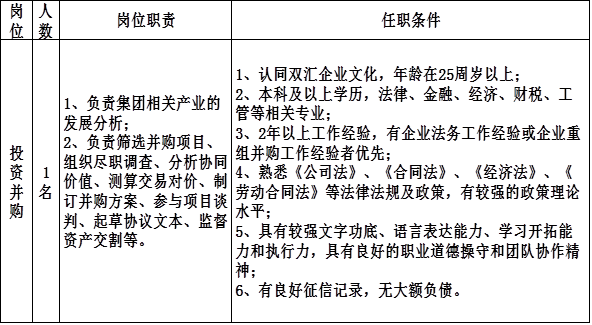 岗位
人数
岗位职责
任职条件
投资并购
1名
1、负责集团相关产业的
发展分析；
2、负责筛选并购项目、
组织尽职调查、分析协同
价值、测算交易对价、制
订并购方案、参与项目谈
判、起草协议文本、监督
资产交割等。
1、认同双汇企业文化，年龄在25周岁以上；
2、本科及以上学历，法律、金融、经济、财税、工
管等相关专业；
3、2年以上工作经验，有企业法务工作经验或企业重
组并购工作经验者优先；
4、熟悉《公司法》、《合同法》、《经济法》、《
劳动合同法》等法律法规及政策，有较强的政策理论
水平；
5、具有较强文字功底、语言表达能力、学习开拓能
力和执行力，具有良好的职业道德操守和团队协作精
神；
6、有良好征信记录，无大额负债。